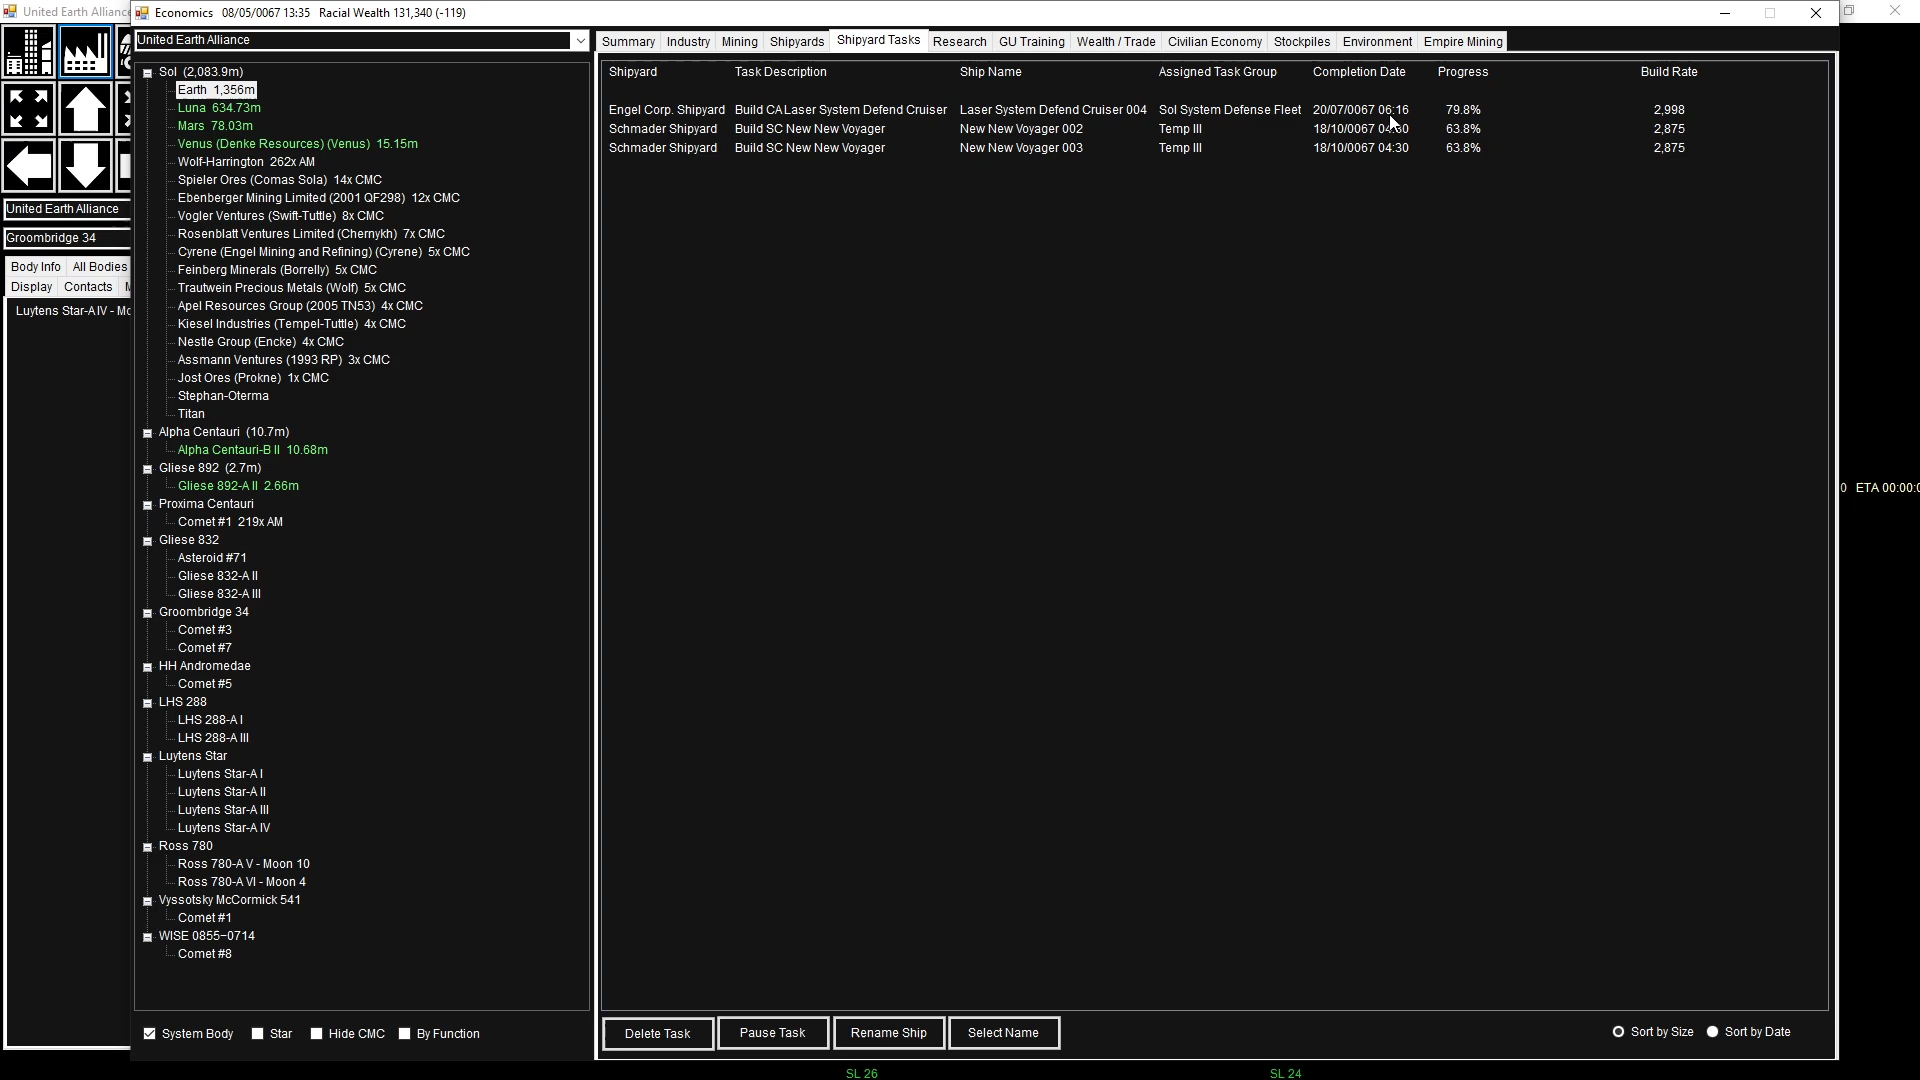 United Earth Alliance
Economics 08/05/0067 13:35 Racial Wealth 131,340 (-119)
United Earth Alliance
Summary Industry Mining Shipyards Shipyard Tasks Research GU Training Wealth / Trade Civilian Economy Stockpiles Environment Empire Mining
Sol (2,083.9m)
Earth 1,356m
Luna 634.73m
Mars 78.03m
Venus (Denke Resources) (Venus) 15.15m
Wolf-Harrington 262x AM
Spieler Ores (Comas Sola) 14x CMC
Ebenberger Mining Limited (2001 QF298) 12x CMC
Vogler Ventures (Swift-Tuttle) 8x CMC
Rosenblatt Ventures Limited (Chernykh) 7x CMC
Cyrene (Engel Mining and Refining) (Cyrene) 5x CMC
Feinberg Minerals (Borrelly) 5x CMC
Trautwein Precious Metals (Wolf) 5x CMC
Apel Resources Group (2005 TN53) 4x CMC
Kiesel Industries (Tempel-Tuttle) 4x CMC
Nestle Group (Encke) 4x CMC
Assmann Ventures (1993 RP) 3x CMC
Jost Ores (Prokne) 1x CMC
Stephan-Oterma
Titan
Alpha Centauri (10.7m)
Alpha Centauri-B II 10.68m
Gliese 892 (2.7m)
Gliese 892-A II 2.66m
Proxima Centauri
Comet #1 219x AM
Gliese 832
Asteroid #71
Gliese 832-A II
Gliese 832-A III
Groombridge 34
Comet #3
Comet #7
HH Andromedae
Comet #5
LHS 288
LHS 288-A I
LHS 288-A III
Luytens Star
Luytens Star-A I
Luytens Star-A II
Luytens Star-A III
Luytens Star-A IV
Ross 780
Ross 780-A V - Moon 10
Ross 780-A VI - Moon 4
Vyssotsky McCormick 541
Comet #1
WISE 0855-0714
Comet #8
System Body Star Hide CMC By Function
Shipyard Task Description Ship Name Assigned Task Group Completion Date Progress Build Rate
Engel Corp. Shipyard Build CA Laser System Defend Cruiser Laser System Defend Cruiser 004 Sol System Defense Fleet 20/07/0067 06:16 79.8% 2,998
Schmader Shipyard Build SC New New Voyager New New Voyager 002 Temp III 18/10/0067 04:30 63.8% 2,875
Schmader Shipyard Build SC New New Voyager New New Voyager 003 Temp III 18/10/0067 04:30 63.8% 2,875
Delete Task Pause Task Rename Ship Select Name Sort by Size Sort by Date
United Earth Alliance
Groombridge 34
Body Info All Bodies
Display Contacts
Luytens Star-A IV - Mo
0 ETA 00:00:0
SL 26 SL 24